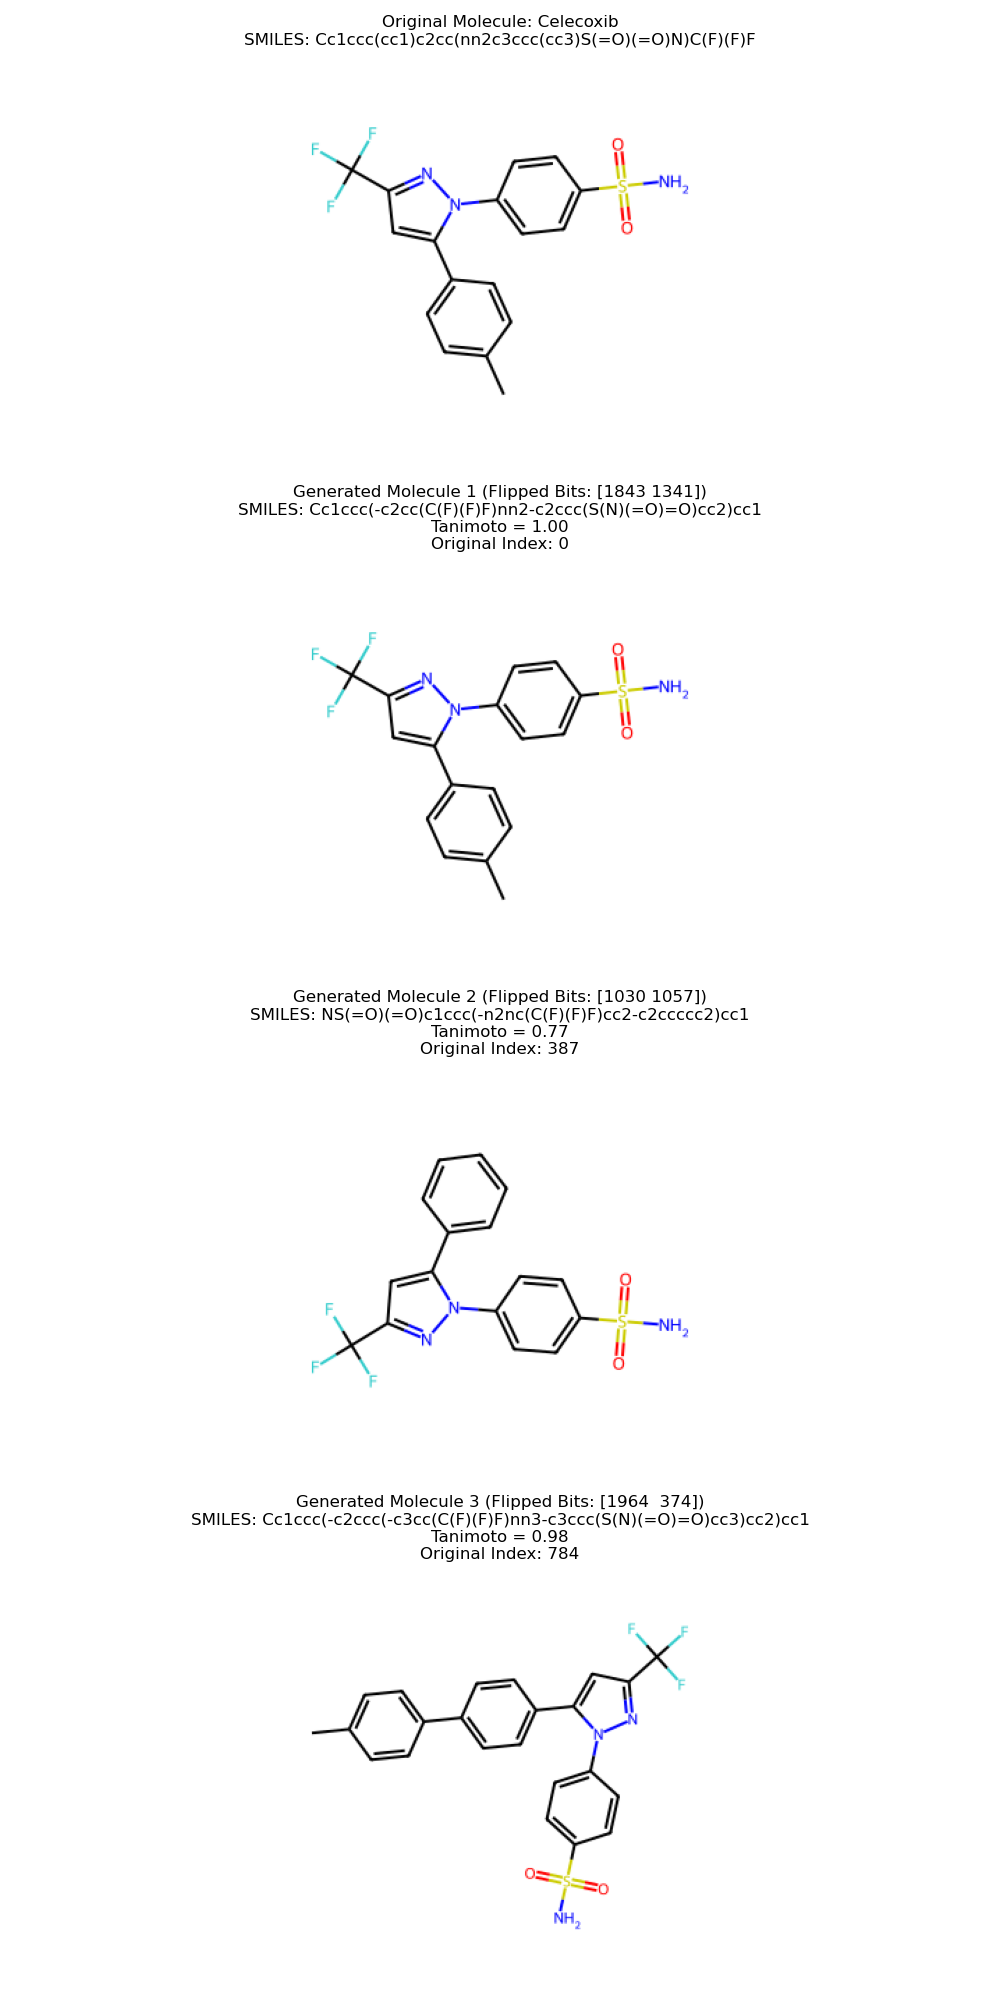 Original Molecule: Celecoxib
SMILES: Cc1ccc(cc1)c2cc(nn2c3ccc(cc3)S(=O)(=O)N)C(F)(F)F
F
F
F
N
N
O
S
NH2
O
Generated Molecule 1 (Flipped Bits: [1843 1341])
SMILES: Cc1ccc(-c2cc(C(F)(F)F)nn2-c2ccc(S(N)(=O)=O)cc2)cc1
Tanimoto = 1.00
Original Index: 0
F
F
F
N
N
O
S
NH2
O
Generated Molecule 2 (Flipped Bits: [1030 1057])
SMILES: NS(=O)(=O)c1ccc(-n2nc(C(F)(F)F)cc2-c2ccccc2)cc1
Tanimoto = 0.77
Original Index: 387
F
F
F
N
N
O
S
NH2
O
Generated Molecule 3 (Flipped Bits: [1964  374])
SMILES: Cc1ccc(-c2ccc(-c3cc(C(F)(F)F)nn3-c3ccc(S(N)(=O)=O)cc3)cc2)cc1
Tanimoto = 0.98
Original Index: 784
F
F
F
N
N
O
S
O
NH2